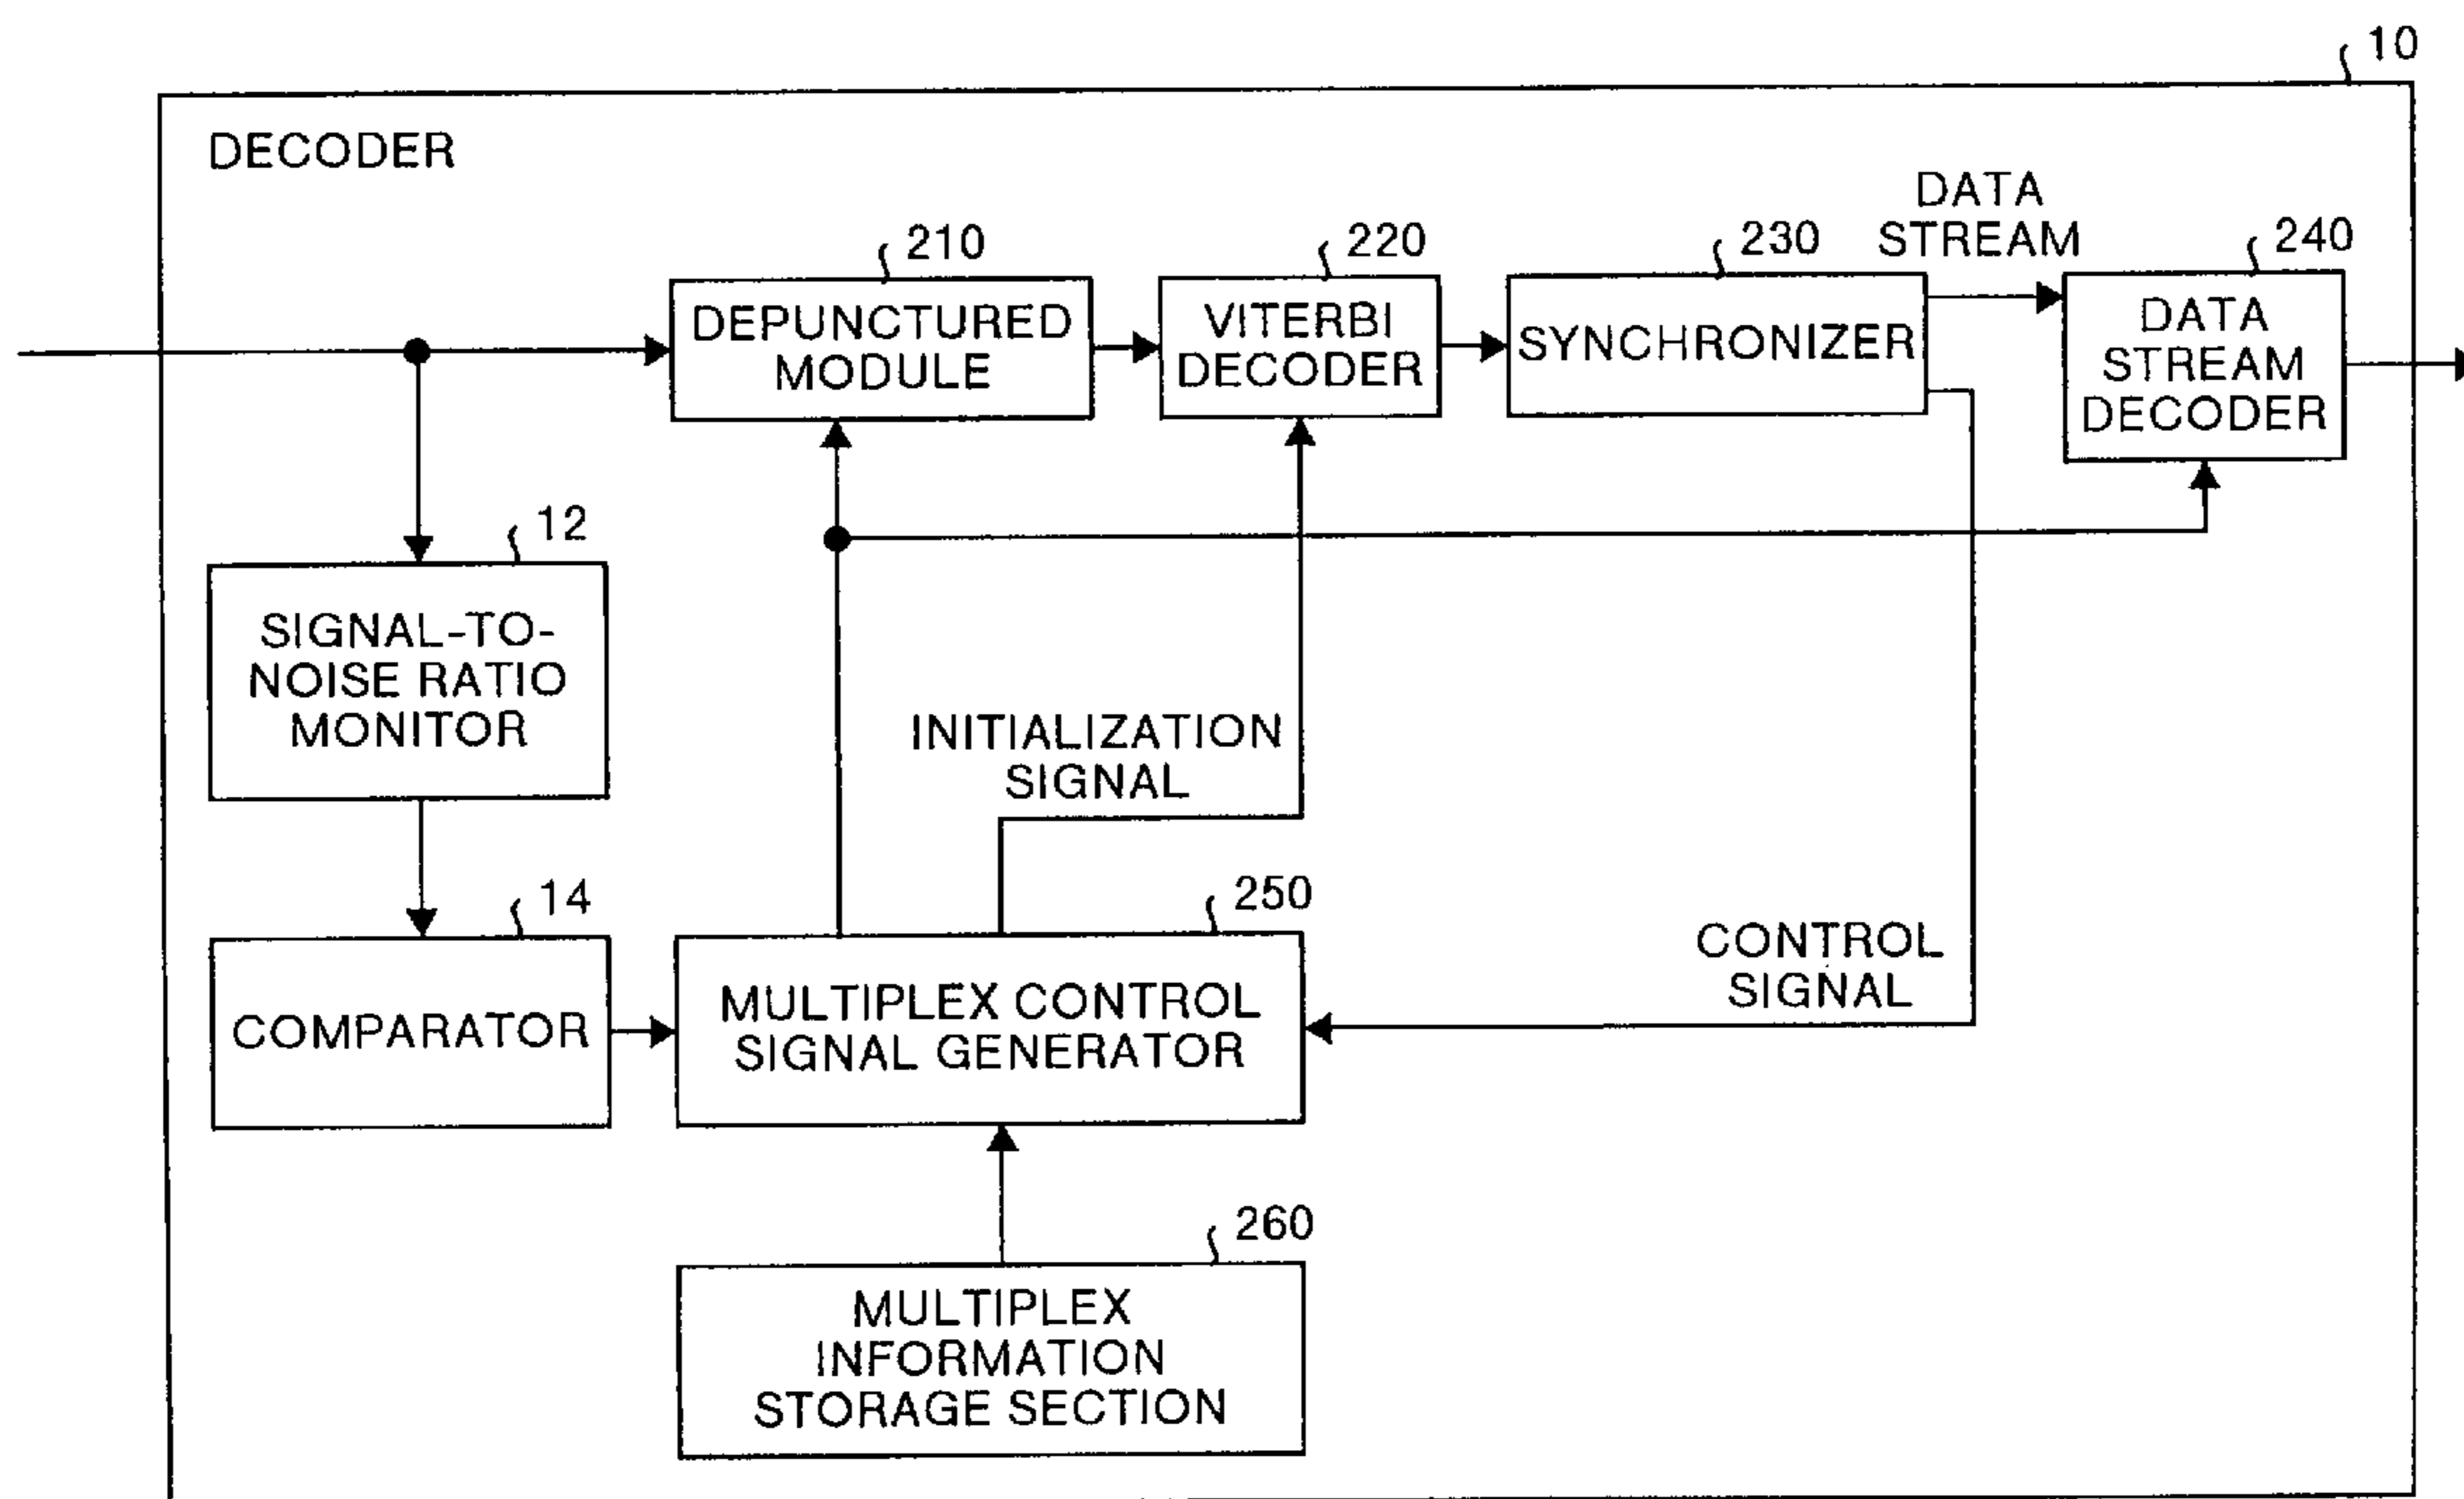 10
DECODER
DATA
STREAM
210
220
230
240
DEPUNCTURED
MODULE
VITERBI
DECODER
SYNCHRONIZER
DATA
STREAM
DECODER
12
SIGNAL-TO-
NOISE RATIO
MONITOR
INITIALIZATION
SIGNAL
14
250
COMPARATOR
MULTIPLEX CONTROL
SIGNAL GENERATOR
CONTROL
SIGNAL
260
MULTIPLEX
INFORMATION
STORAGE SECTION